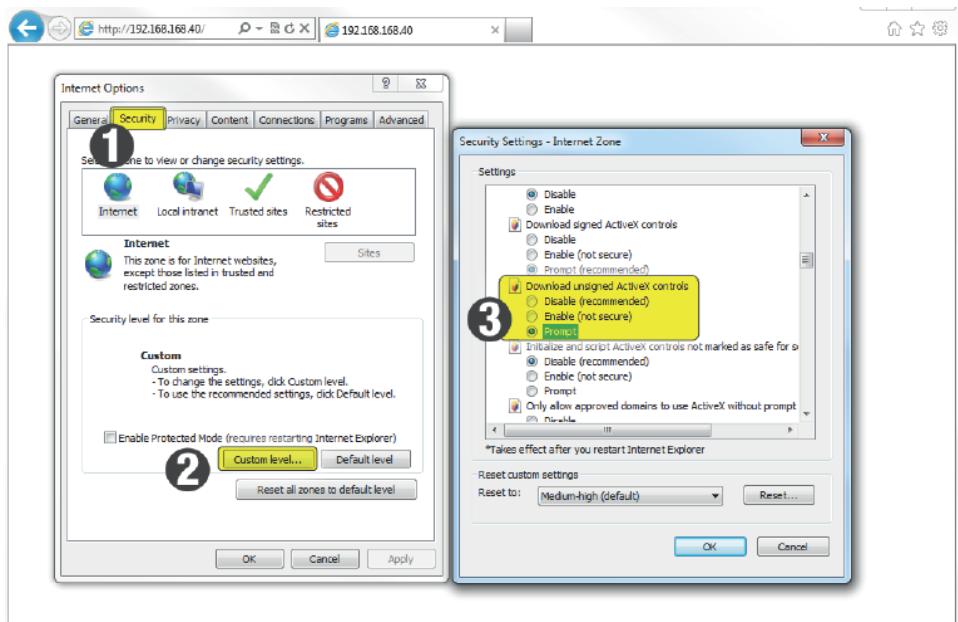 http://192.168.168.40/
192.168.168.40
Internet Options
General Security Privacy Content Connections Programs Advanced
1
zone to view or change security settings.
Internet
Local intranet
Trusted sites
Restricted
sites
Internet
This zone is for Internet websites,
except those listed in trusted and
restricted zones.
Sites
Security level for this zone
Custom
Custom settings.
- To change the settings, click Custom level.
- To use the recommended settings, click Default level.
Enable Protected Mode (requires restarting Internet Explorer)
2
Custom level...
Default level
Reset all zones to default level
OK
Cancel
Apply
Security Settings - Internet Zone
Settings
Disable
Enable
Download signed ActiveX controls
Disable
Enable (not secure)
Prompt (recommended)
3
Download unsigned ActiveX controls
Disable (recommended)
Enable (not secure)
Prompt
Initialize and script ActiveX controls not marked as safe for
Disable (recommended)
Enable (not secure)
Prompt
Only allow approved domains to use ActiveX without prompt
Disable
*Takes effect after you restart Internet Explorer
Reset custom settings
Reset to:
Medium-high (default)
Reset...
OK
Cancel